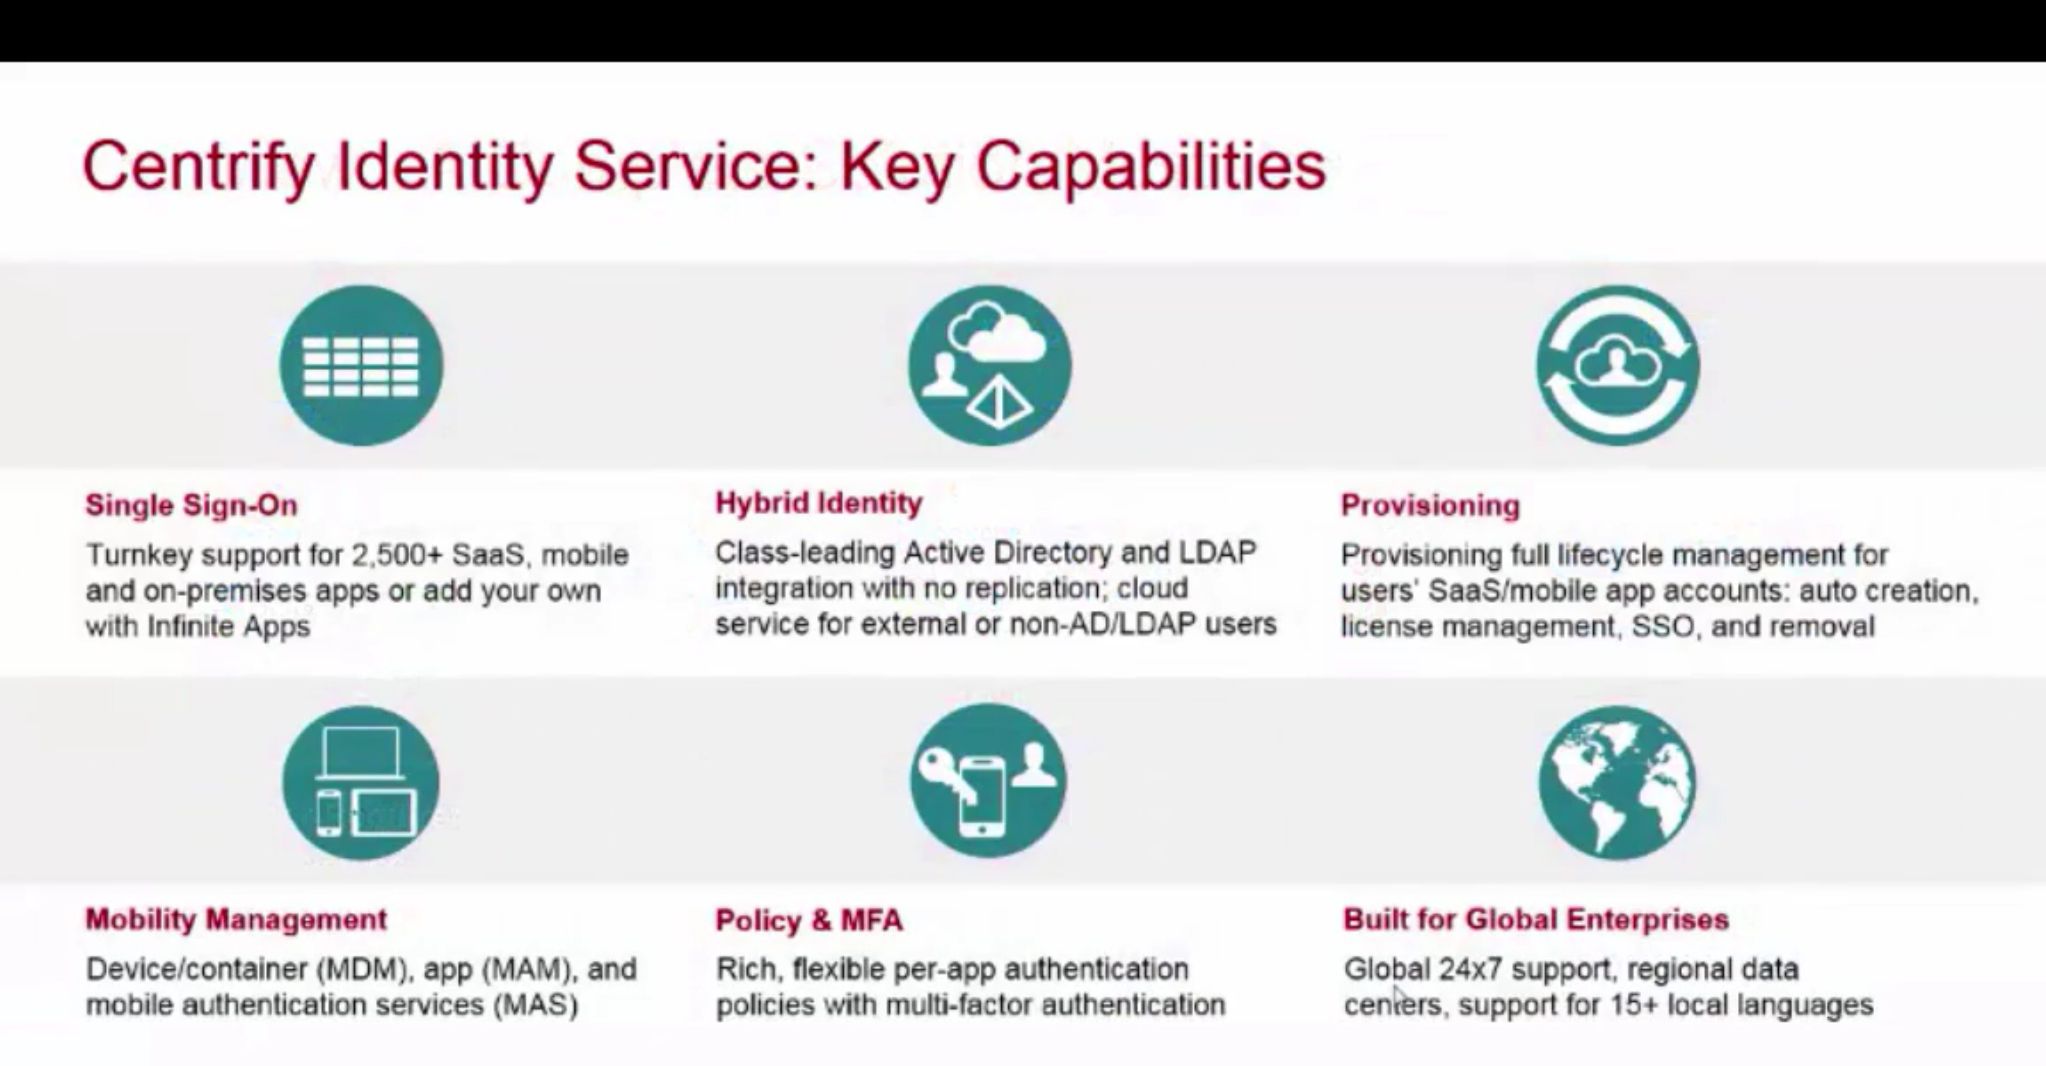 Centrify Identity Service: Key Capabilities
Single Sign-On
Turnkey support for 2,500+ SaaS, mobile
and on-premises apps or add your own
with Infinite Apps
Hybrid Identity
Class-leading Active Directory and LDAP
integration with no replication; cloud
service for external or non-AD/LDAP users
Provisioning
Provisioning full lifecycle management for
users' SaaS/mobile app accounts: auto creation,
license management, SSO, and removal
Mobility Management
Device/container (MDM), app (MAM), and
mobile authentication services (MAS)
Policy & MFA
Rich, flexible per-app authentication
policies with multi-factor authentication
Built for Global Enterprises
Global 24x7 support, regional data
centers, support for 15+ local languages